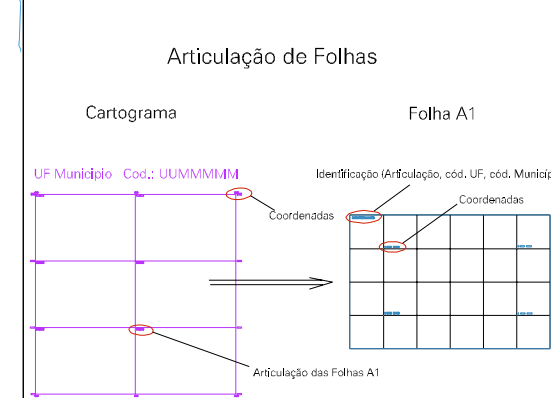 Articulação de Folhas
Cartograma
Folha A1
UF Municipio Cod.: UUMMMMM
Identificação (Articulação, cód. UF, cód. Municíp
Coordenadas
Coordenadas
Articulação das Folhas A1